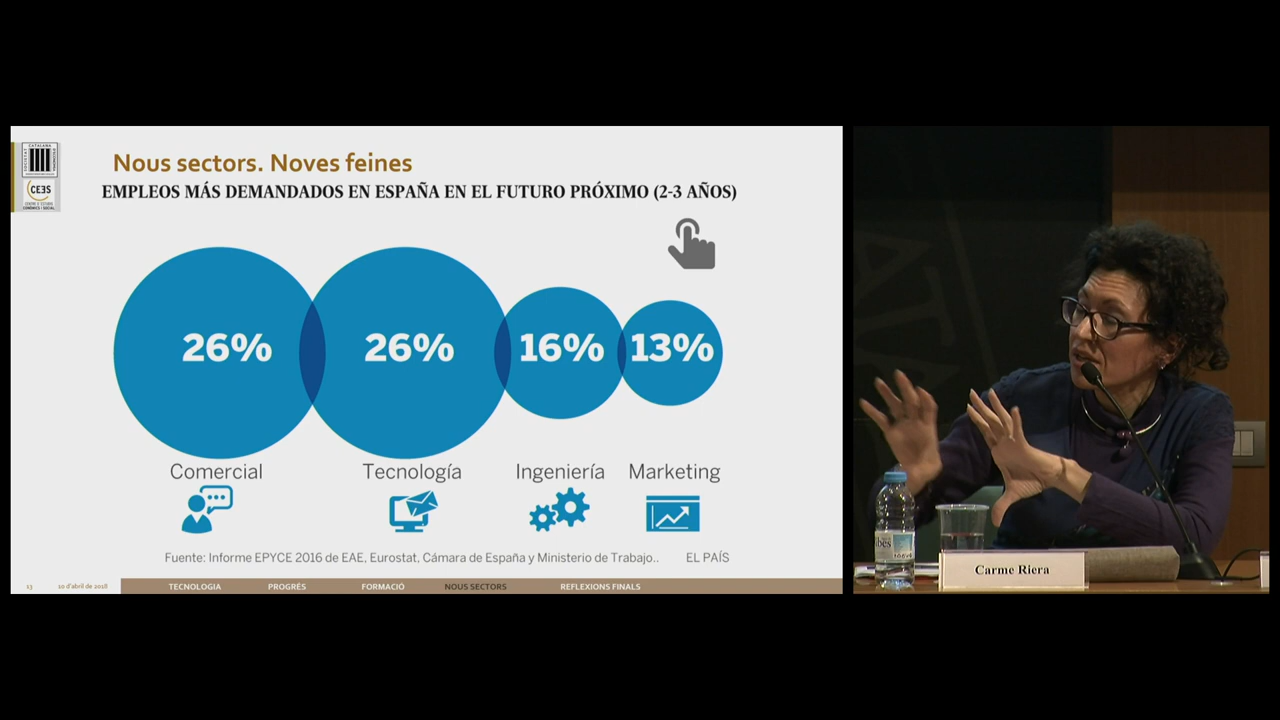 Nous sectors. Noves feines
EMPLEOS MÁS DEMANDADOS EN ESPAÑA EN EL FUTURO PRÓXIMO (2-3 AÑOS)
CE3S
26% 26% 16% 13%
Comercial Tecnología Ingeniería Marketing
Fuente: Informe EPYCE 2016 de EAE, Eurostat, Cámara de España y Ministerio de Trabajo.. EL PAÍS
10 d'abril de 2018 TECNOLOGIA PROGRÉS FORMACIÓ NOUS SECTORS REFLEXIONS FINALS
Carme Riera